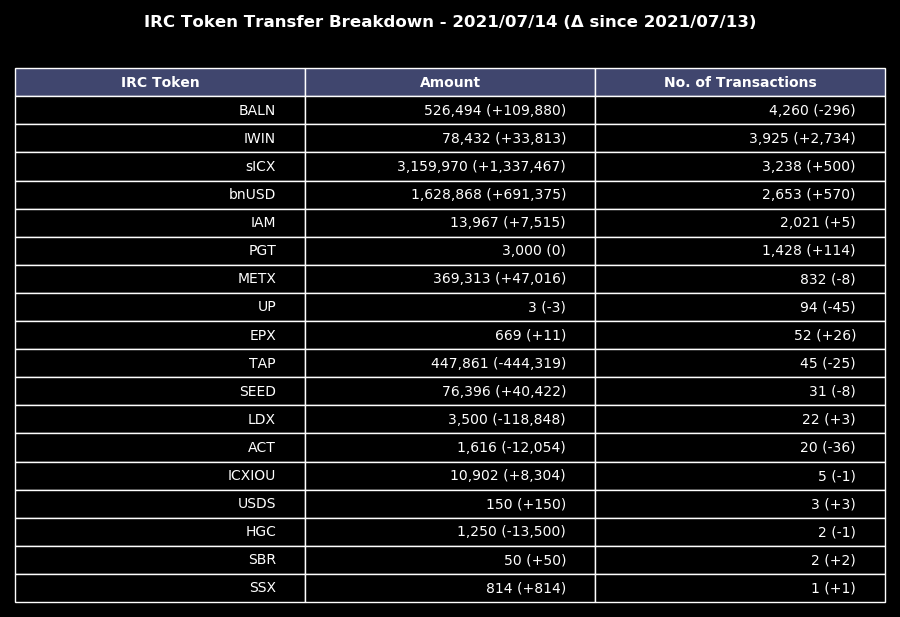 IRC Token Transfer Breakdown - 2021/07/14 (Δ since 2021/07/13)
IRC Token Amount No. of Transactions
BALN 526,494 (+109,880) 4,260 (-296)
IWIN 78,432 (+33,813) 3,925 (+2,734)
sICX 3,159,970 (+1,337,467) 3,238 (+500)
bnUSD 1,628,868 (+691,375) 2,653 (+570)
IAM 13,967 (+7,515) 2,021 (+5)
PGT 3,000 (0) 1,428 (+114)
METX 369,313 (+47,016) 832 (-8)
UP 3 (-3) 94 (-45)
EPX 669 (+11) 52 (+26)
TAP 447,861 (-444,319) 45 (-25)
SEED 76,396 (+40,422) 31 (-8)
LDX 3,500 (-118,848) 22 (+3)
ACT 1,616 (-12,054) 20 (-36)
ICXIOU 10,902 (+8,304) 5 (-1)
USDS 150 (+150) 3 (+3)
HGC 1,250 (-13,500) 2 (-1)
SBR 50 (+50) 2 (+2)
SSX 814 (+814) 1 (+1)